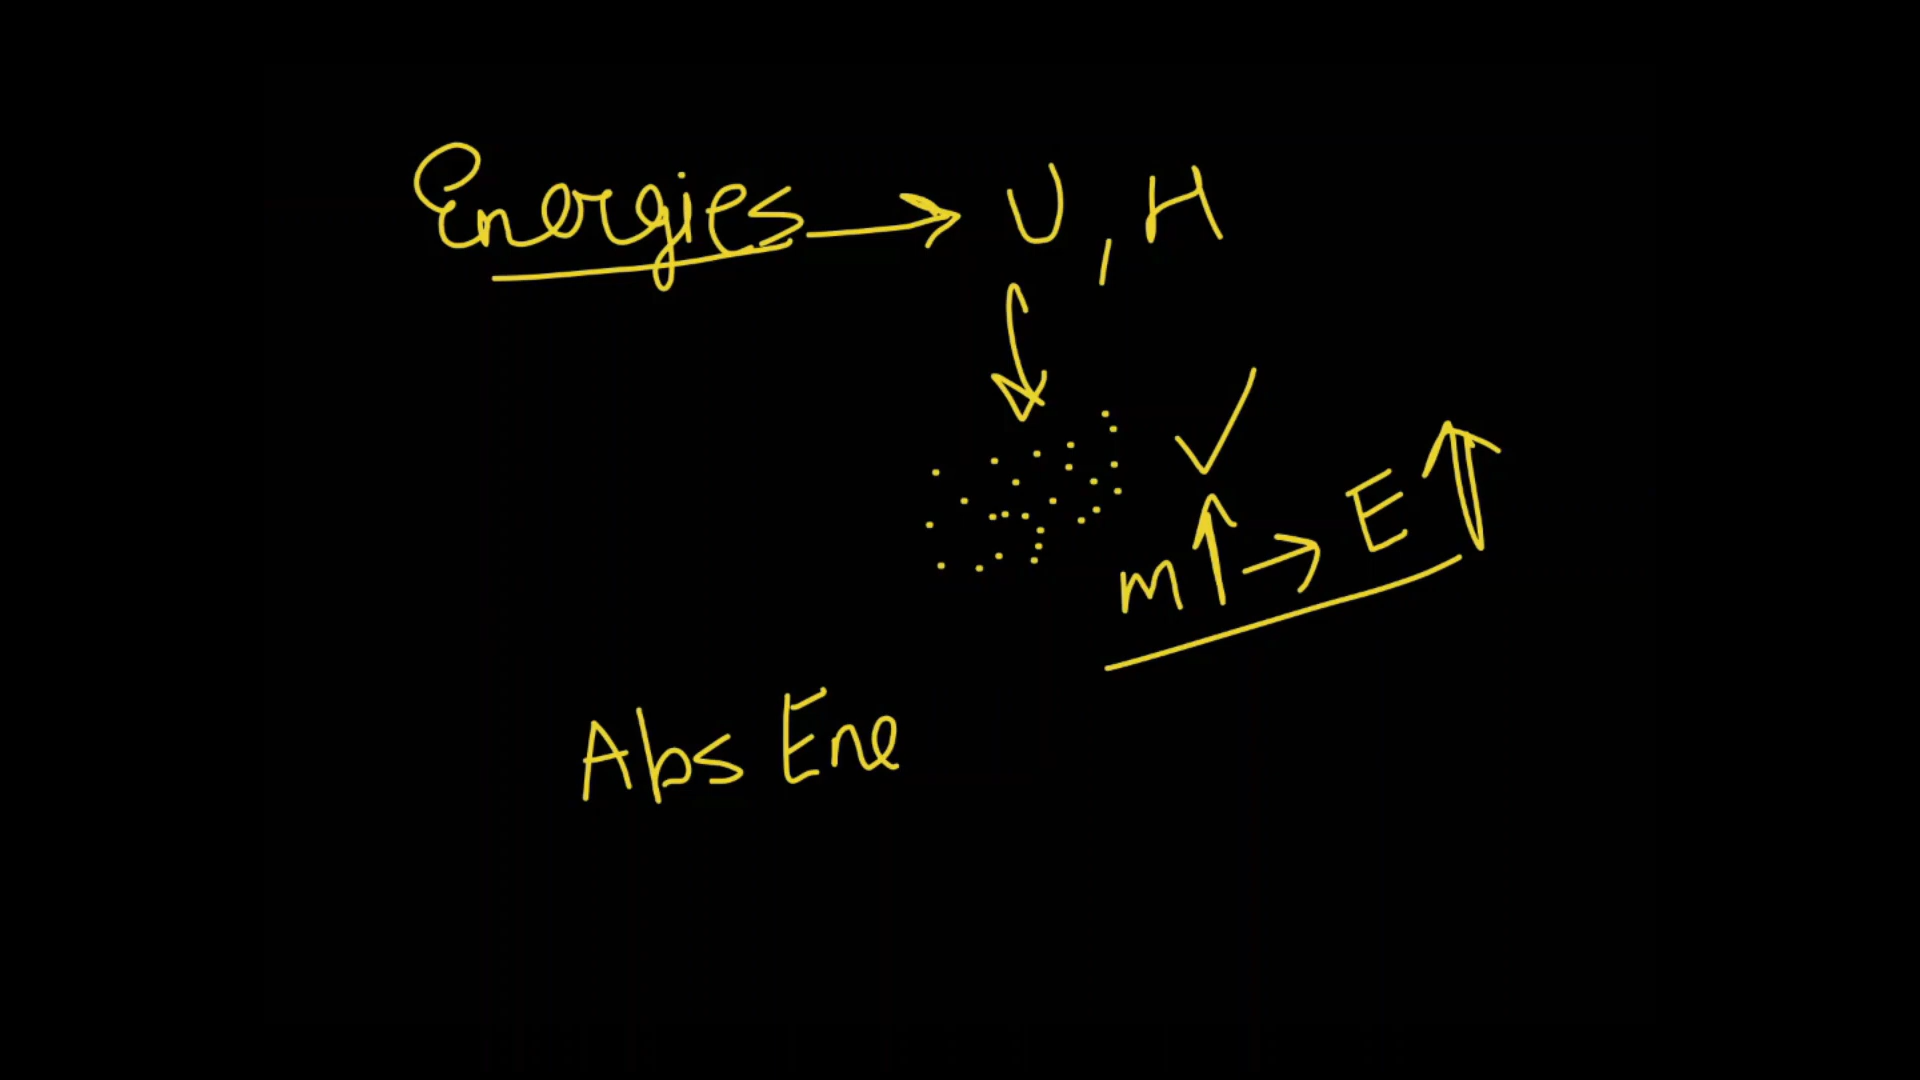 Energies → U, H
✓
m↑ → E↑
Abs Ene